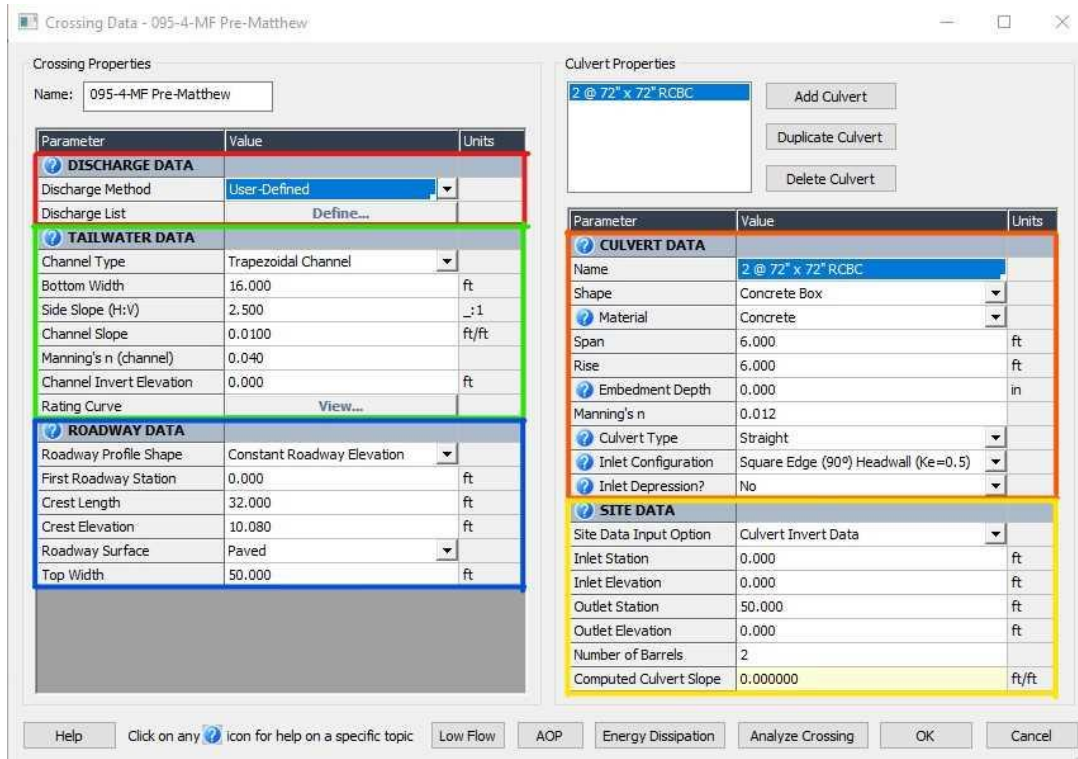 Crossing Data - 095-4-MF Pre-Matthew
Crossing Properties
Name: 095-4-MF Pre-Matthew
Parameter Value Units
DISCHARGE DATA
Discharge Method User-Defined
Discharge List Define...
TAILWATER DATA
Channel Type Trapezoidal Channel
Bottom Width 16.000 ft
Side Slope (H:V) 2.500 _:1
Channel Slope 0.0100 ft/ft
Manning's n (channel) 0.040
Channel Invert Elevation 0.000 ft
Rating Curve View...
ROADWAY DATA
Roadway Profile Shape Constant Roadway Elevation
First Roadway Station 0.000 ft
Crest Length 32.000 ft
Crest Elevation 10.080 ft
Roadway Surface Paved
Top Width 50.000 ft
Culvert Properties
2 @ 72" x 72" RCBC
Add Culvert
Duplicate Culvert
Delete Culvert
Parameter Value Units
CULVERT DATA
Name 2 @ 72" x 72" RCBC
Shape Concrete Box
Material Concrete
Span 6.000 ft
Rise 6.000 ft
Embedment Depth 0.000 in
Manning's n 0.012
Culvert Type Straight
Inlet Configuration Square Edge (90º) Headwall (Ke=0.5)
Inlet Depression? No
SITE DATA
Site Data Input Option Culvert Invert Data
Inlet Station 0.000 ft
Inlet Elevation 0.000 ft
Outlet Station 50.000 ft
Outlet Elevation 0.000 ft
Number of Barrels 2
Computed Culvert Slope 0.000000 ft/ft
Help Click on any ? icon for help on a specific topic Low Flow AOP Energy Dissipation Analyze Crossing OK Cancel